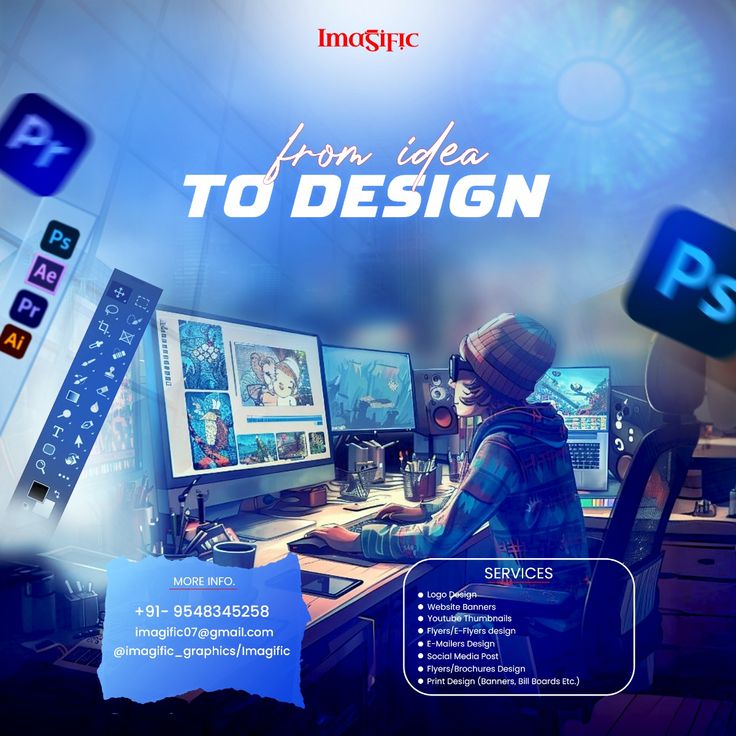 Imagific
from idea
TO DESIGN
Pr
Ps
Ae
Pr
Ai
Ps
T
MORE INFO.
+91- 9548345258
imagific07@gmail.com
@imagific_graphics/Imagific
SERVICES
Logo Design
Website Banners
Youtube Thumbnails
Flyers/E-Flyers design
E-Mailers Design
Social Media Post
Flyers/Brochures Design
Print Design (Banners, Bill Boards Etc.)